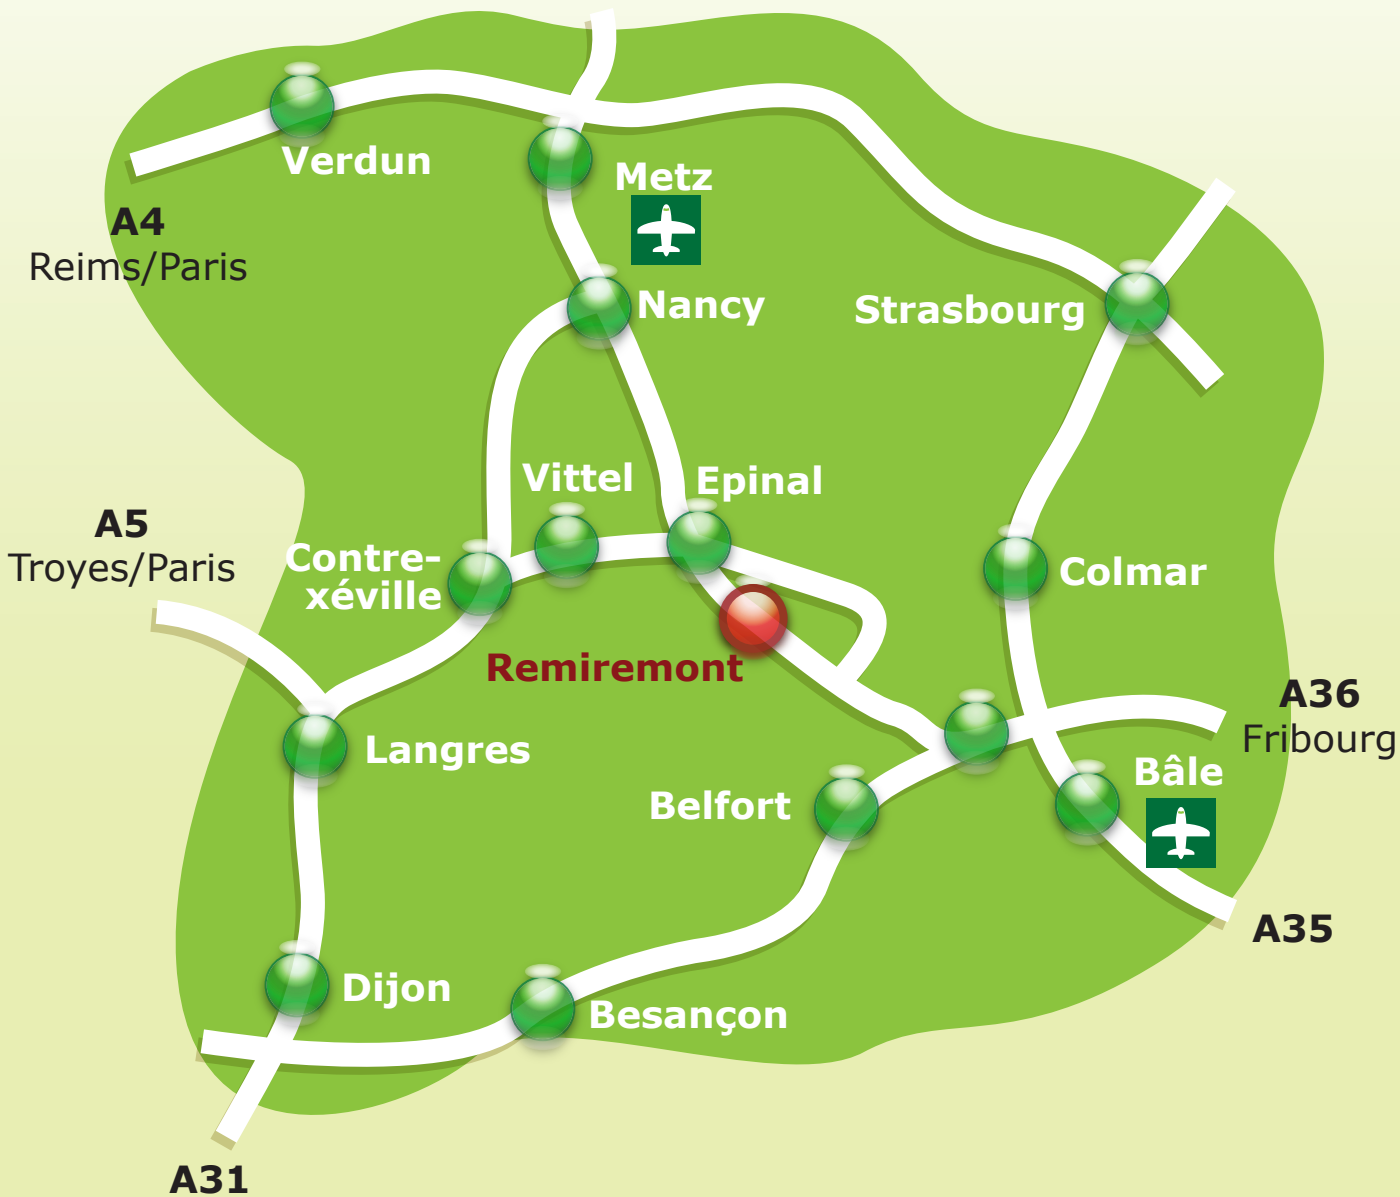 Verdun
Metz
A4
Reims/Paris
Nancy
Strasbourg
Vittel
Epinal
A5
Troyes/Paris
Contre-
xéville
Colmar
Remiremont
A36
Fribourg
Langres
Bâle
Belfort
A35
Dijon
Besançon
A31